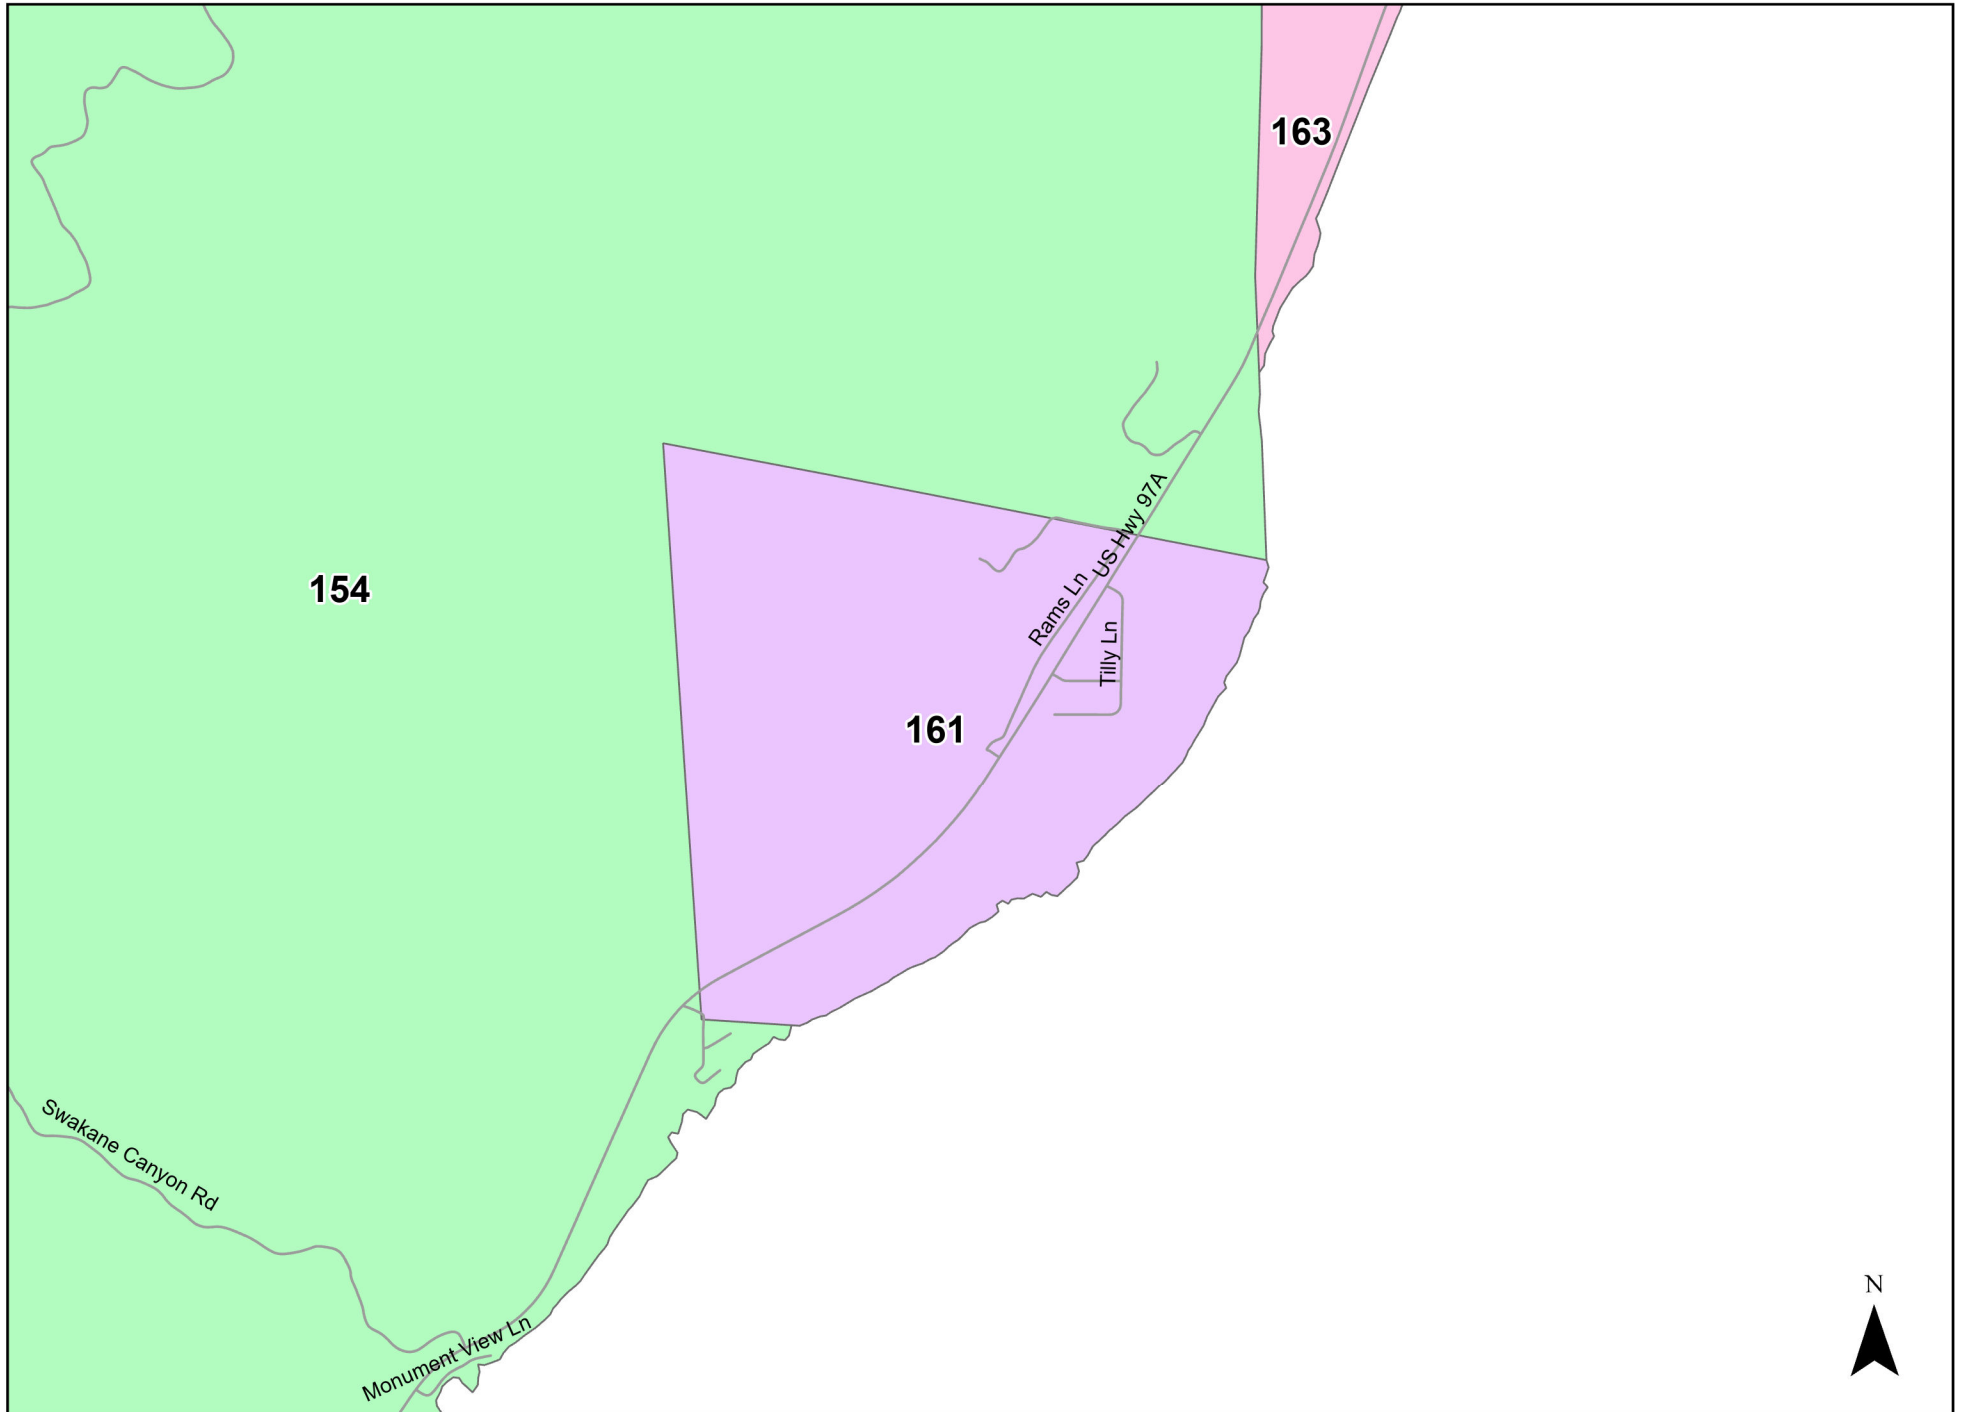 163
US Hwy 97A
154
Rams Ln
Tilly Ln
161
Swakane Canyon Rd
N
Monument View Ln